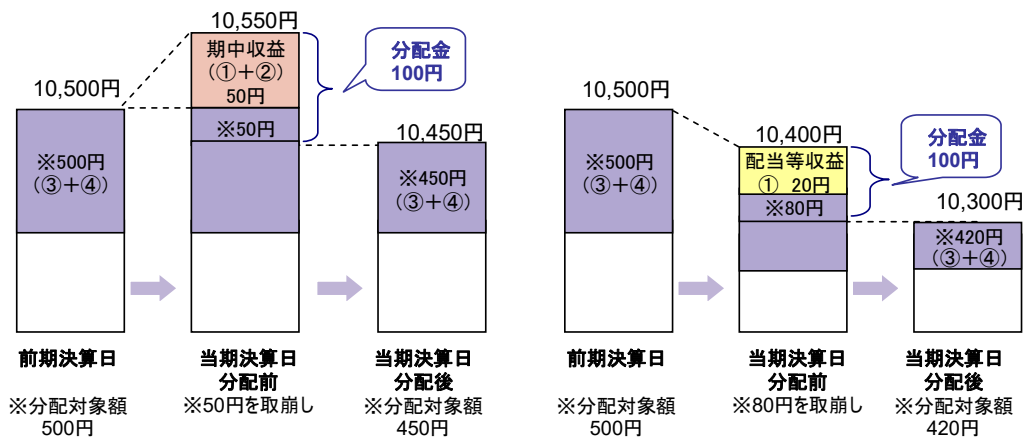 10,550円
期中収益
(①+②)
50円
分配金
100円
10,500円
※50円
10,450円
※500円
(③+④)
※450円
(③+④)
前期決算日
当期決算日
分配前
当期決算日
分配後
※分配対象額
500円
※50円を取崩し
※分配対象額
450円
10,500円
10,400円
分配金
100円
配当等収益
① 20円
※500円
(③+④)
※80円
10,300円
※420円
(③+④)
前期決算日
当期決算日
分配前
当期決算日
分配後
※分配対象額
500円
※80円を取崩し
※分配対象額
420円